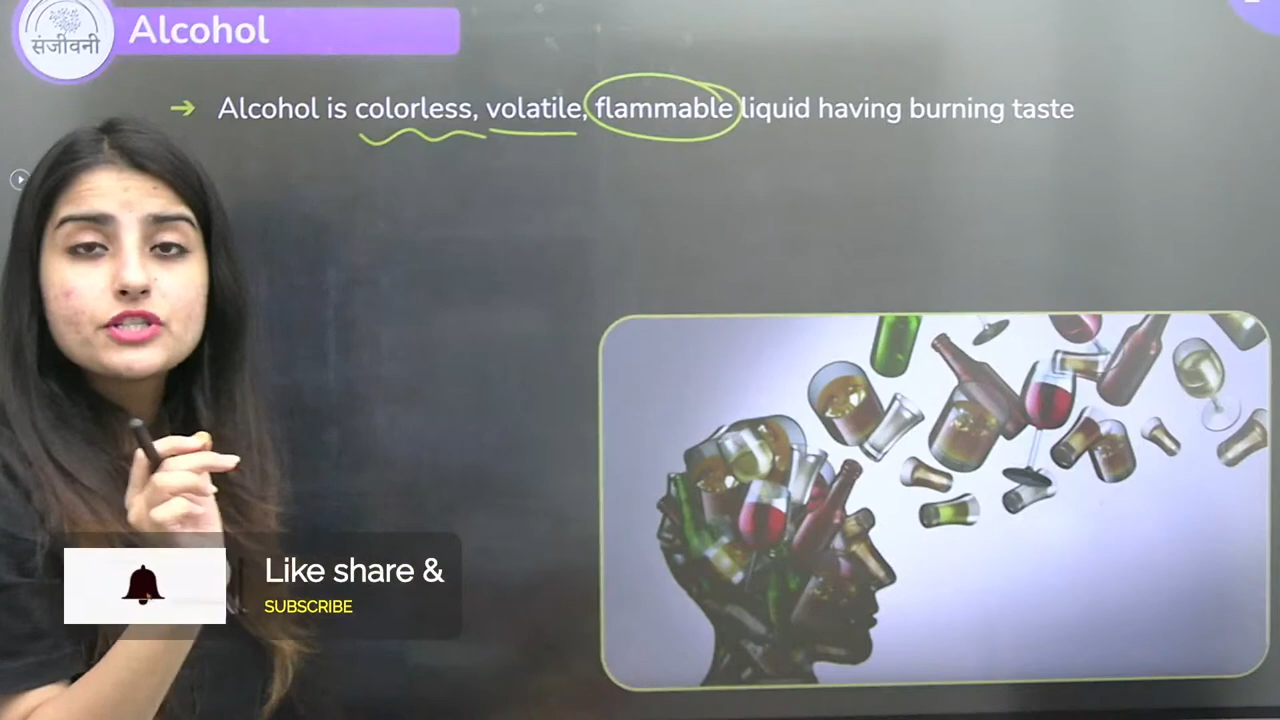 संजीवनी
Alcohol
→ Alcohol is colorless, volatile, flammable liquid having burning taste
Like share &
SUBSCRIBE